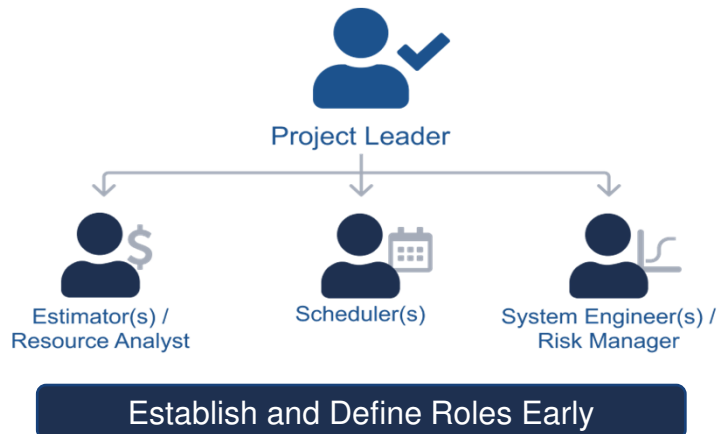 Project Leader
$
Estimator(s) /
Resource Analyst
Scheduler(s)
System Engineer(s) /
Risk Manager
Establish and Define Roles Early